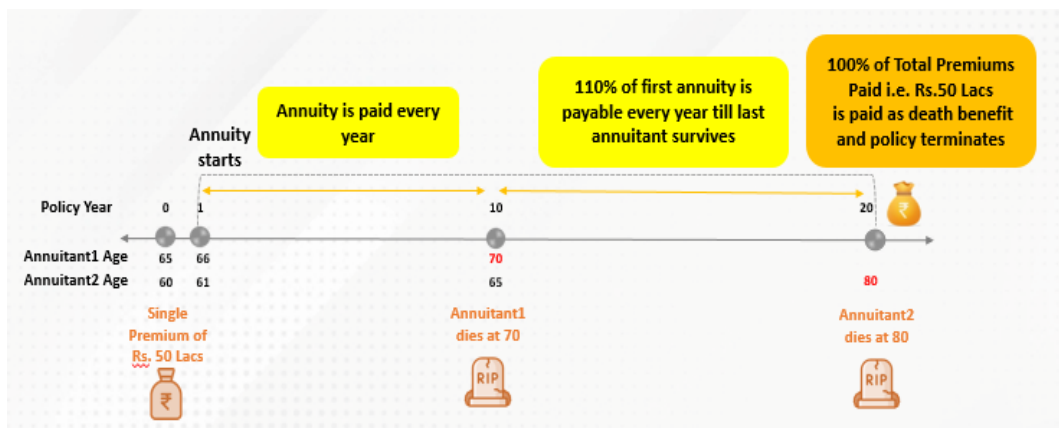 100% of Total Premiums
Paid i.e. Rs.50 Lacs
is paid as death benefit
and policy terminates
110% of first annuity is
payable every year till last
annuitant survives
Annuity is paid every
year
Annuity
starts
Policy Year 0 1 10 20
Annuitant1 Age 65 66 70
Annuitant2 Age 60 61 65 80
Single
Premium of
Rs. 50 Lacs
₹
Annuitant1
dies at 70
RIP
Annuitant2
dies at 80
RIP
₹